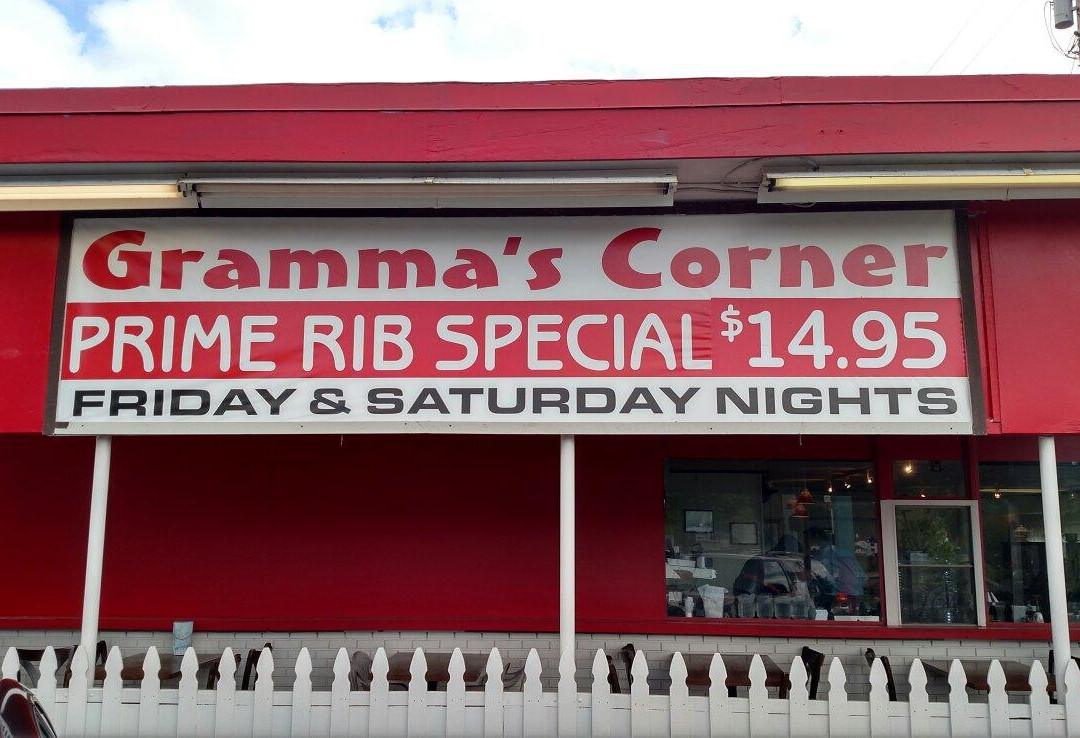 Gramma's Corner
PRIME RIB SPECIAL $14.95
FRIDAY & SATURDAY NIGHTS